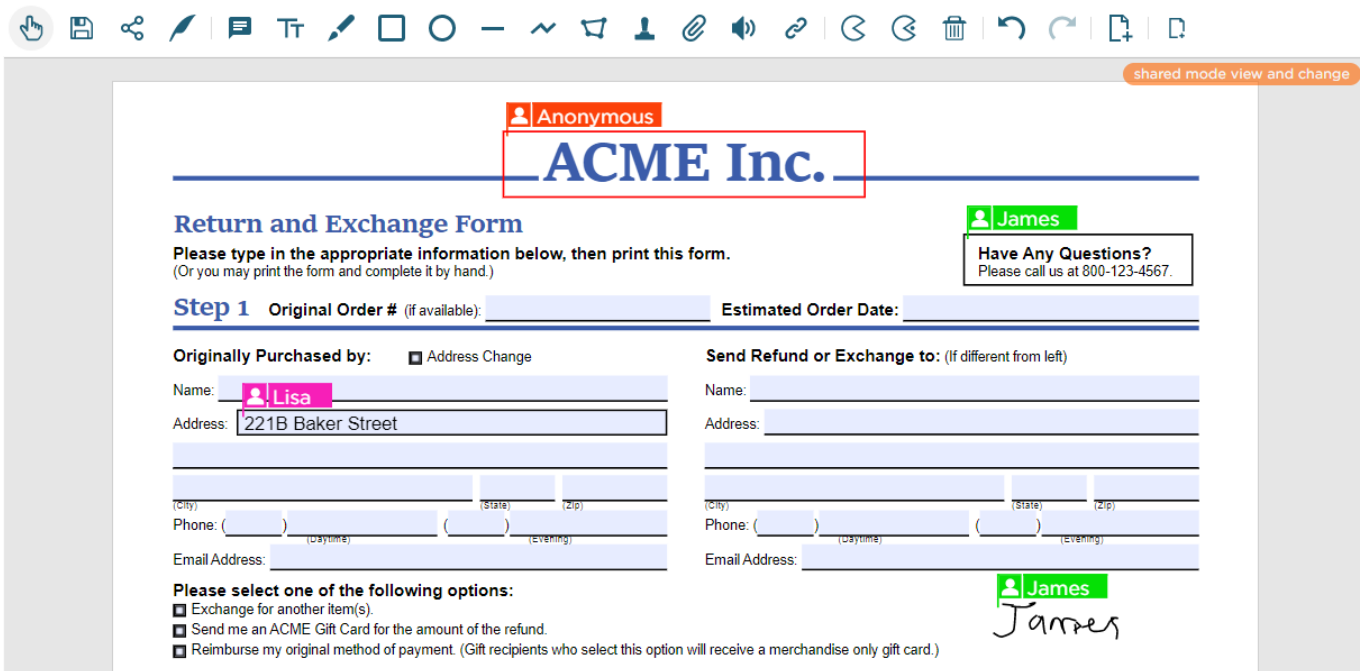 shared mode view and change
Anonymous
ACME Inc.
Return and Exchange Form
James
Please type in the appropriate information below, then print this form.
(Or you may print the form and complete it by hand.)
Have Any Questions?
Please call us at 800-123-4567.
Step 1 Original Order # (if available): Estimated Order Date:
Originally Purchased by: Address Change Send Refund or Exchange to: (If different from left)
Name: Name:
Lisa
Address: 221B Baker Street Address:
(City) (State) (Zip) (City) (State) (Zip)
Phone: ( ) ( ) Phone: ( ) ( )
(Daytime) (Evening) (Daytime) (Evening)
Email Address: Email Address:
Please select one of the following options:
James
Exchange for another item(s).
James
Send me an ACME Gift Card for the amount of the refund.
Reimburse my original method of payment. (Gift recipients who select this option will receive a merchandise only gift card.)